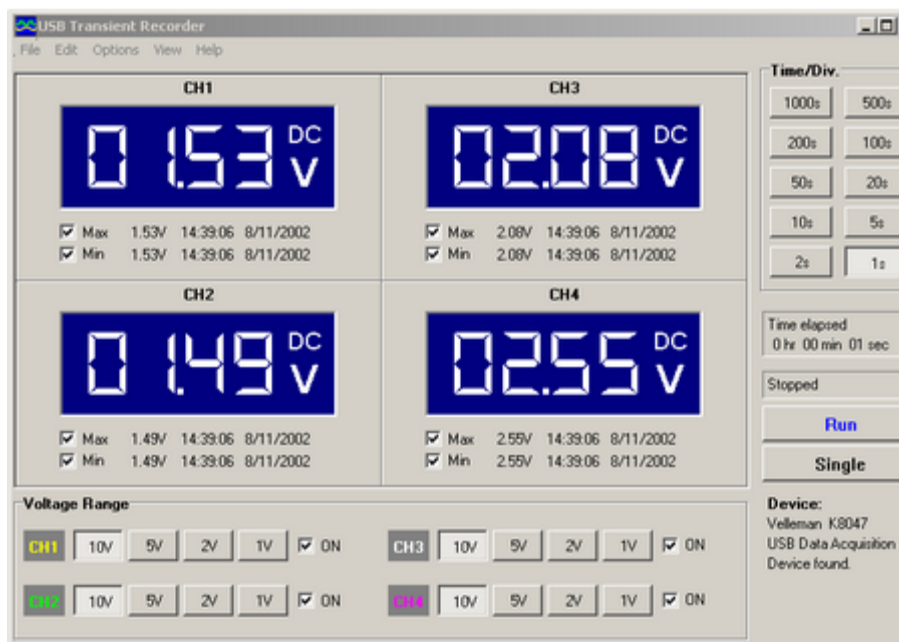 USB Transient Recorder
File Edit Options View Help
CH1
01.53 DC V
Max 1.53V 14:39:06 8/11/2002
Min 1.53V 14:39:06 8/11/2002
CH3
02.08 DC V
Max 2.08V 14:39:06 8/11/2002
Min 2.08V 14:39:06 8/11/2002
CH2
01.49 DC V
Max 1.49V 14:39:06 8/11/2002
Min 1.49V 14:39:06 8/11/2002
CH4
02.55 DC V
Max 2.55V 14:39:06 8/11/2002
Min 2.55V 14:39:06 8/11/2002
Time/Div.
1000s 500s
200s 100s
50s 20s
10s 5s
2s 1s
Time elapsed
0 hr 00 min 01 sec
Stopped
Run
Single
Device:
Velleman K8047
USB Data Acquisition
Device found.
Voltage Range
CH1 10V 5V 2V 1V ON
CH3 10V 5V 2V 1V ON
CH2 10V 5V 2V 1V ON
CH4 10V 5V 2V 1V ON